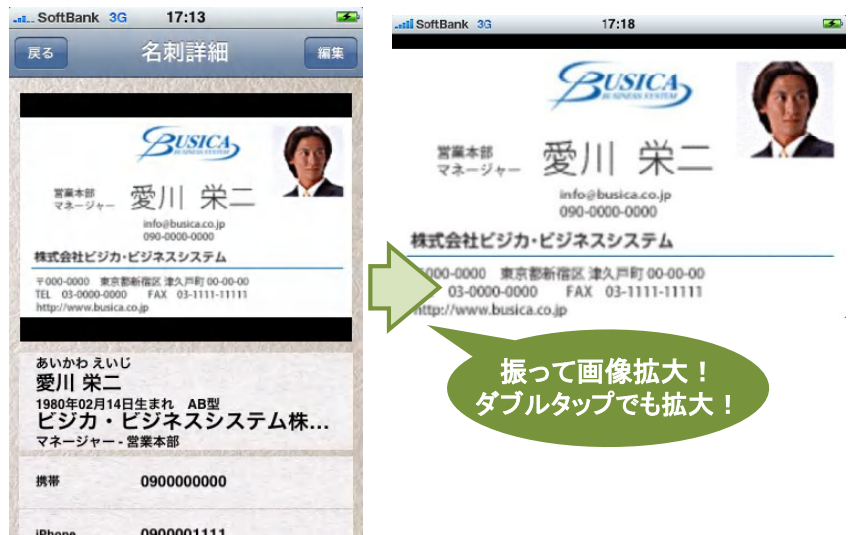 SoftBank 3G 17:13
戻る 名刺詳細 編集
BUSICA
BUSINESS SYSTEM
営業本部
マネージャー 愛川 栄二
info@busica.co.jp
090-0000-0000
株式会社ビジカ・ビジネスシステム
〒000-0000 東京都新宿区 津久戸町 00-00-00
TEL 03-0000-0000 FAX 03-1111-11111
http://www.busica.co.jp
あいかわ えいじ
愛川 栄二
1980年02月14日生まれ AB型
ビジカ・ビジネスシステム株...
マネージャー - 営業本部
携帯 0900000000
iPhone 0900001111
SoftBank 3G 17:18
BUSICA
BUSINESS SYSTEM
営業本部
マネージャー 愛川 栄二
info@busica.co.jp
090-0000-0000
株式会社ビジカ・ビジネスシステム
000-0000 東京都新宿区 津久戸町 00-00-00
03-0000-0000 FAX 03-1111-11111
http://www.busica.co.jp
振って画像拡大！
ダブルタップでも拡大！